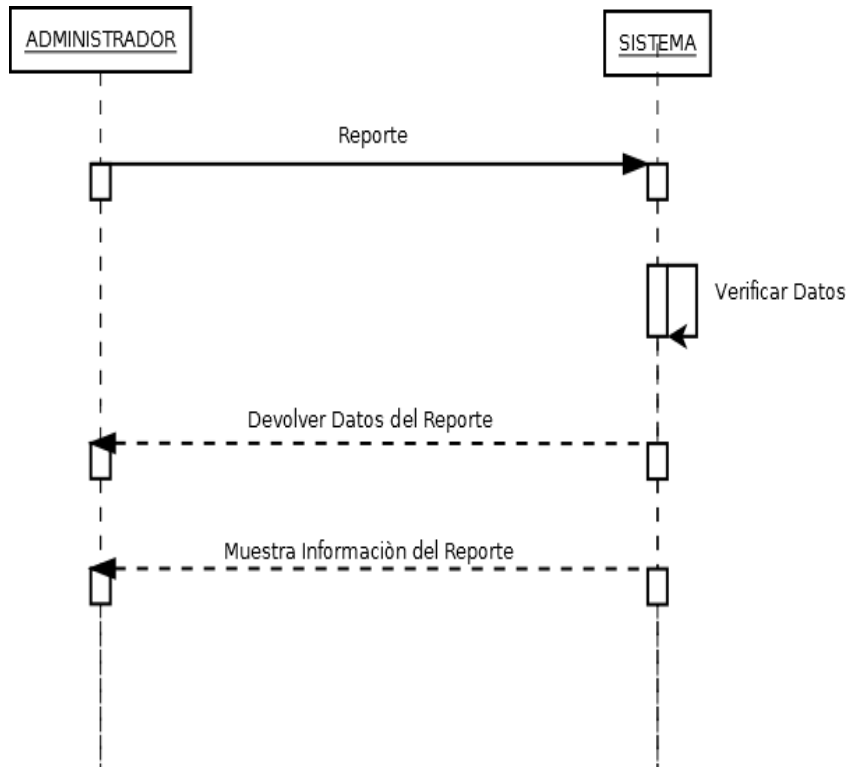 ADMINISTRADOR
SISTEMA
Reporte
Verificar Datos
Devolver Datos del Reporte
Muestra Informaciòn del Reporte